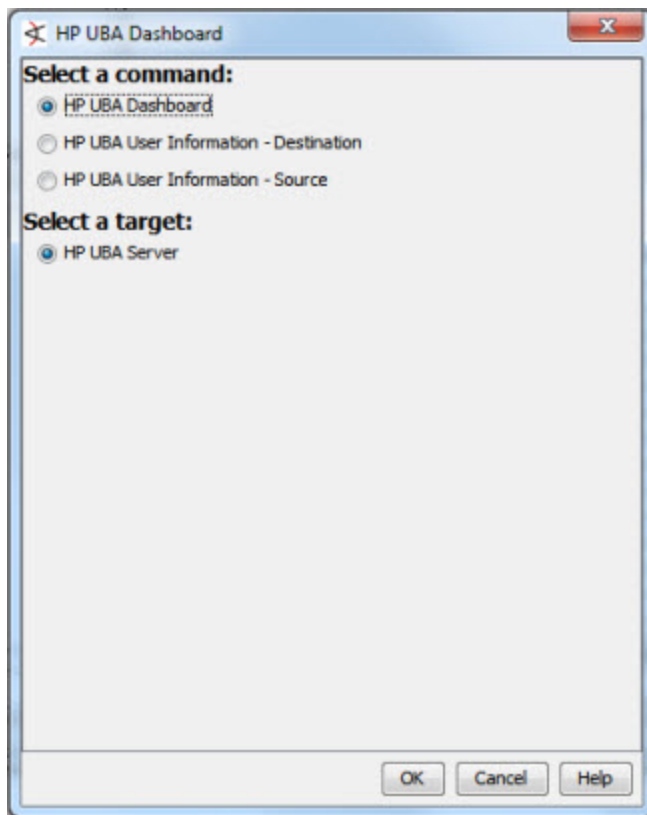 HP UBA Dashboard
Select a command:
HP UBA Dashboard
HP UBA User Information - Destination
HP UBA User Information - Source
Select a target:
HP UBA Server
OK Cancel Help